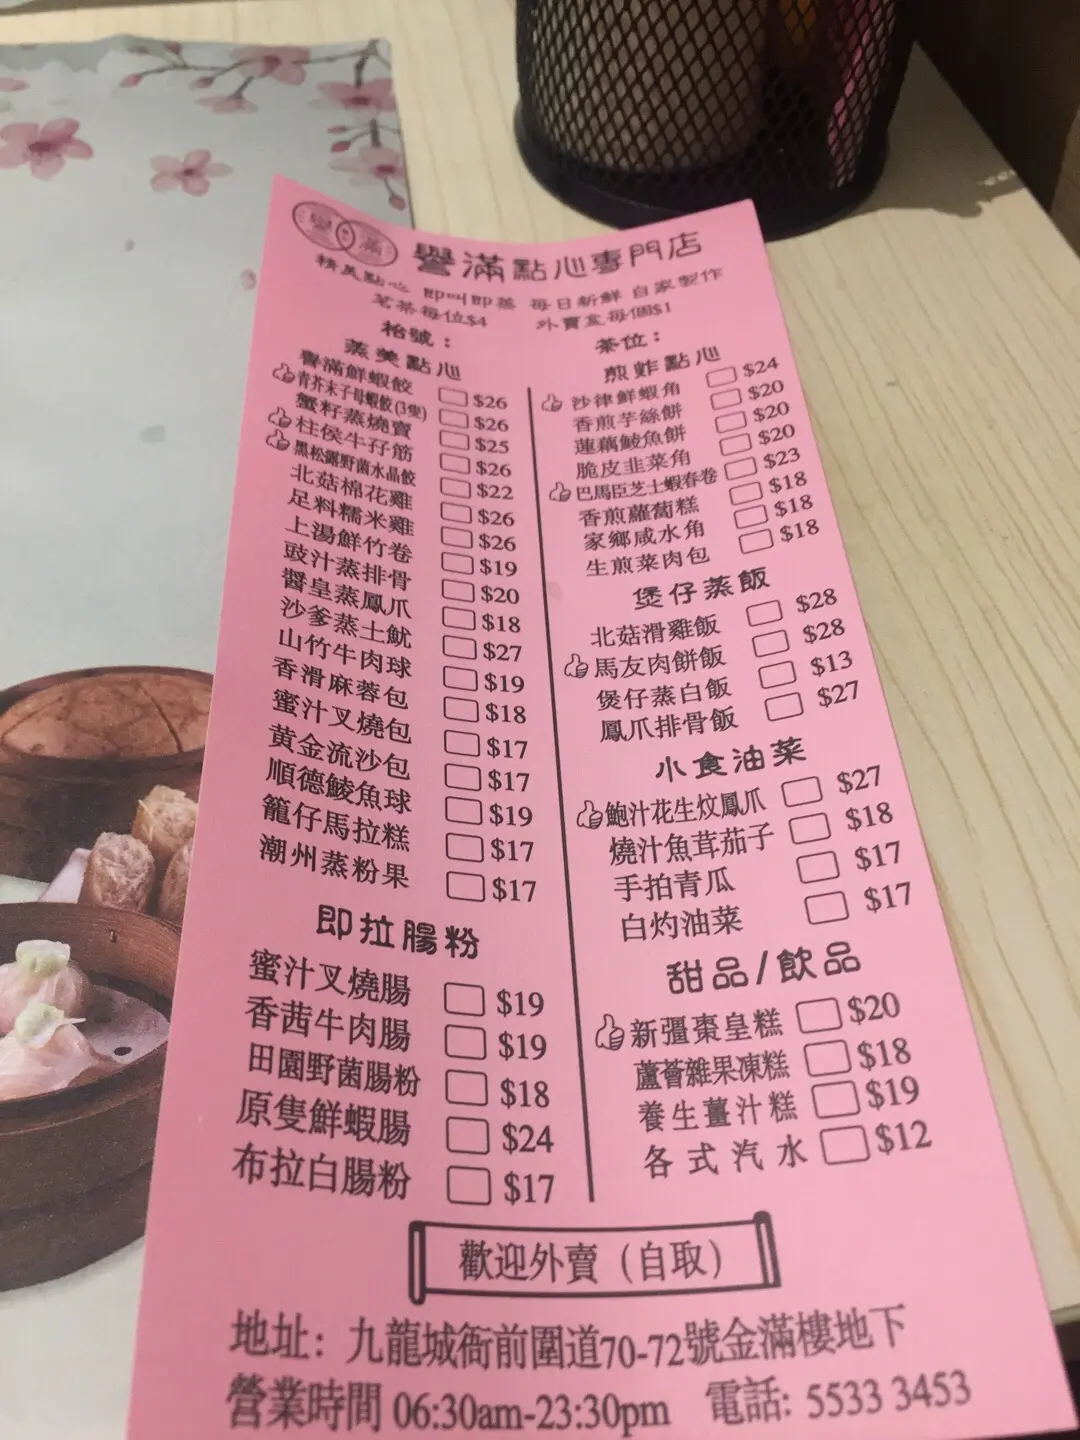 譽 滿 譽滿點心專門店
精美點心 即叫即蒸 每日新鮮 自家製作
茗茶每位$4 外賣盒每個$1
枱號：
茶位：
蒸美點心
譽滿鮮蝦餃 $26
青芥末子母蝦餃(3隻) $26
蟹籽蒸燒賣 $25
柱侯牛孖筋 $26
黑松露野菌水晶餃 $22
北菇棉花雞 $26
足料糯米雞 $26
上湯鮮竹卷 $19
豉汁蒸排骨 $20
醬皇蒸鳳爪 $18
沙爹蒸土魷 $27
山竹牛肉球 $19
香滑麻蓉包 $18
蜜汁叉燒包 $17
黃金流沙包 $17
順德鯪魚球 $19
籠仔馬拉糕 $17
潮州蒸粉果 $17
即拉腸粉
蜜汁叉燒腸 $19
香茜牛肉腸 $19
田園野菌腸粉 $18
原隻鮮蝦腸 $24
布拉白腸粉 $17
煎炸點心
沙律鮮蝦角 $24
香煎芋絲餅 $20
蓮藕鯪魚餅 $20
脆皮韭菜角 $20
巴馬臣芝士蝦春卷 $23
香煎蘿蔔糕 $18
家鄉咸水角 $18
生煎菜肉包 $18
煲仔蒸飯
北菇滑雞飯 $28
馬友肉餅飯 $28
煲仔蒸白飯 $13
鳳爪排骨飯 $27
小食油菜
鮑汁花生炆鳳爪 $27
燒汁魚茸茄子 $18
手拍青瓜 $17
白灼油菜 $17
甜品/飲品
新彊棗皇糕 $20
蘆薈雜果凍糕 $18
養生薑汁糕 $19
各式汽水 $12
歡迎外賣（自取）
地址：九龍城衙前圍道70-72號金滿樓地下
營業時間 06:30am-23:30pm 電話: 5533 3453